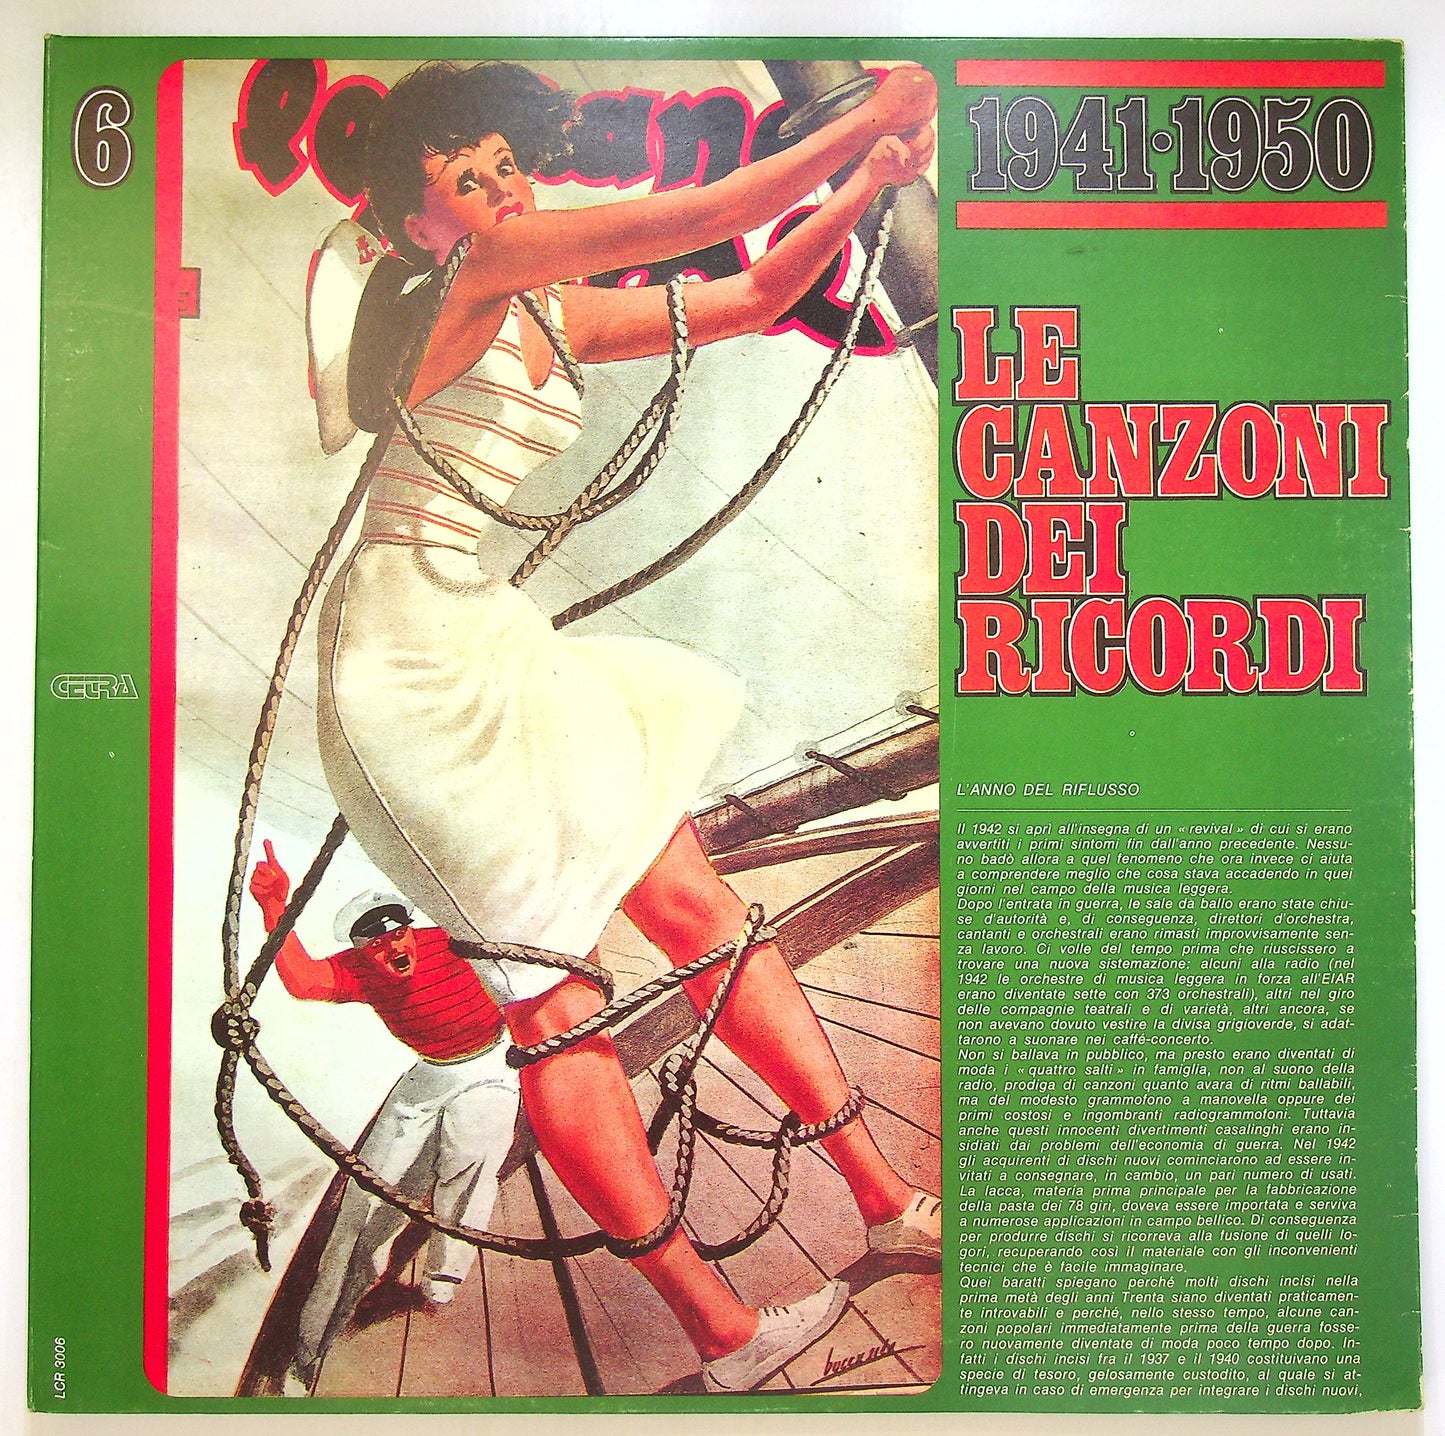 6
1941·1950
LE
CANZONI
DEI
RICORDI
CETRA
L'ANNO DEL RIFLUSSO
Il 1942 si aprì all'insegna di un « revival » di cui si erano
avvertiti i primi sintomi fin dall'anno precedente. Nessu-
no badò allora a quel fenomeno che ora invece ci aiuta
a comprendere meglio che cosa stava accadendo in quei
giorni nel campo della musica leggera.
Dopo l'entrata in guerra, le sale da ballo erano state chiu-
se d'autorità e, di conseguenza, direttori d'orchestra,
cantanti e orchestrali erano rimasti improvvisamente sen-
za lavoro. Ci volle del tempo prima che riuscissero a
trovare una nuova sistemazione: alcuni alla radio (nel
1942 le orchestre di musica leggera in forza all'EIAR
erano diventate sette con 373 orchestrali), altri nel giro
delle compagnie teatrali e di varietà, altri ancora, se
non avevano dovuto vestire la divisa grigioverde, si adat-
tarono a suonare nei caffé-concerto.
Non si ballava in pubblico, ma presto erano diventati di
moda i « quattro salti » in famiglia, non al suono della
radio, prodiga di canzoni quanto avara di ritmi ballabili,
ma del modesto grammofono a manovella oppure dei
primi costosi e ingombranti radiogrammofoni. Tuttavia
anche questi innocenti divertimenti casalinghi erano in-
sidiati dai problemi dell'economia di guerra. Nel 1942
gli acquirenti di dischi nuovi cominciarono ad essere in-
vitati a consegnare, in cambio, un pari numero di usati.
La lacca, materia prima principale per la fabbricazione
della pasta dei 78 giri, doveva essere importata e serviva
a numerose applicazioni in campo bellico. Di conseguenza
per produrre dischi si ricorreva alla fusione di quelli lo-
gori, recuperando così il materiale con gli inconvenienti
tecnici che è facile immaginare.
Quei baratti spiegano perché molti dischi incisi nella
prima metà degli anni Trenta siano diventati praticamen-
te introvabili e perché, nello stesso tempo, alcune can-
zoni popolari immediatamente prima della guerra fosse-
ro nuovamente diventate di moda poco tempo dopo. In-
fatti i dischi incisi fra il 1937 e il 1940 costituivano una
specie di tesoro, gelosamente custodito, al quale si at-
tingeva in caso di emergenza per integrare i dischi nuovi,
boccasile
LCR 3006